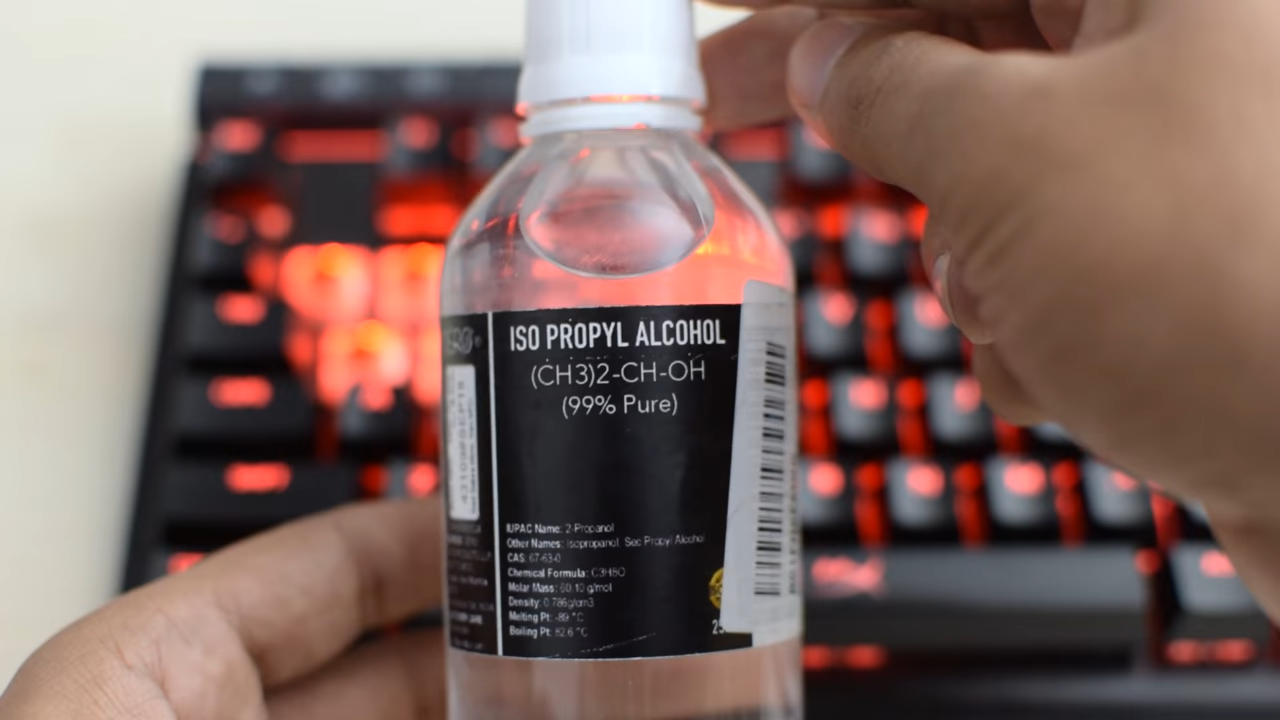 ISO PROPYL ALCOHOL
(CH3)2-CH-OH
(99% Pure)
IUPAC Name: 2-Propanol
Other Names: Isopropanol, Sec Propyl Alcohol
CAS: 67-63-0
Chemical Formula: C3H8O
Molar Mass: 60.10 g/mol
Density: 0.786g/cm3
Melting Pt: -89 °C
Boiling Pt: 82.6 °C